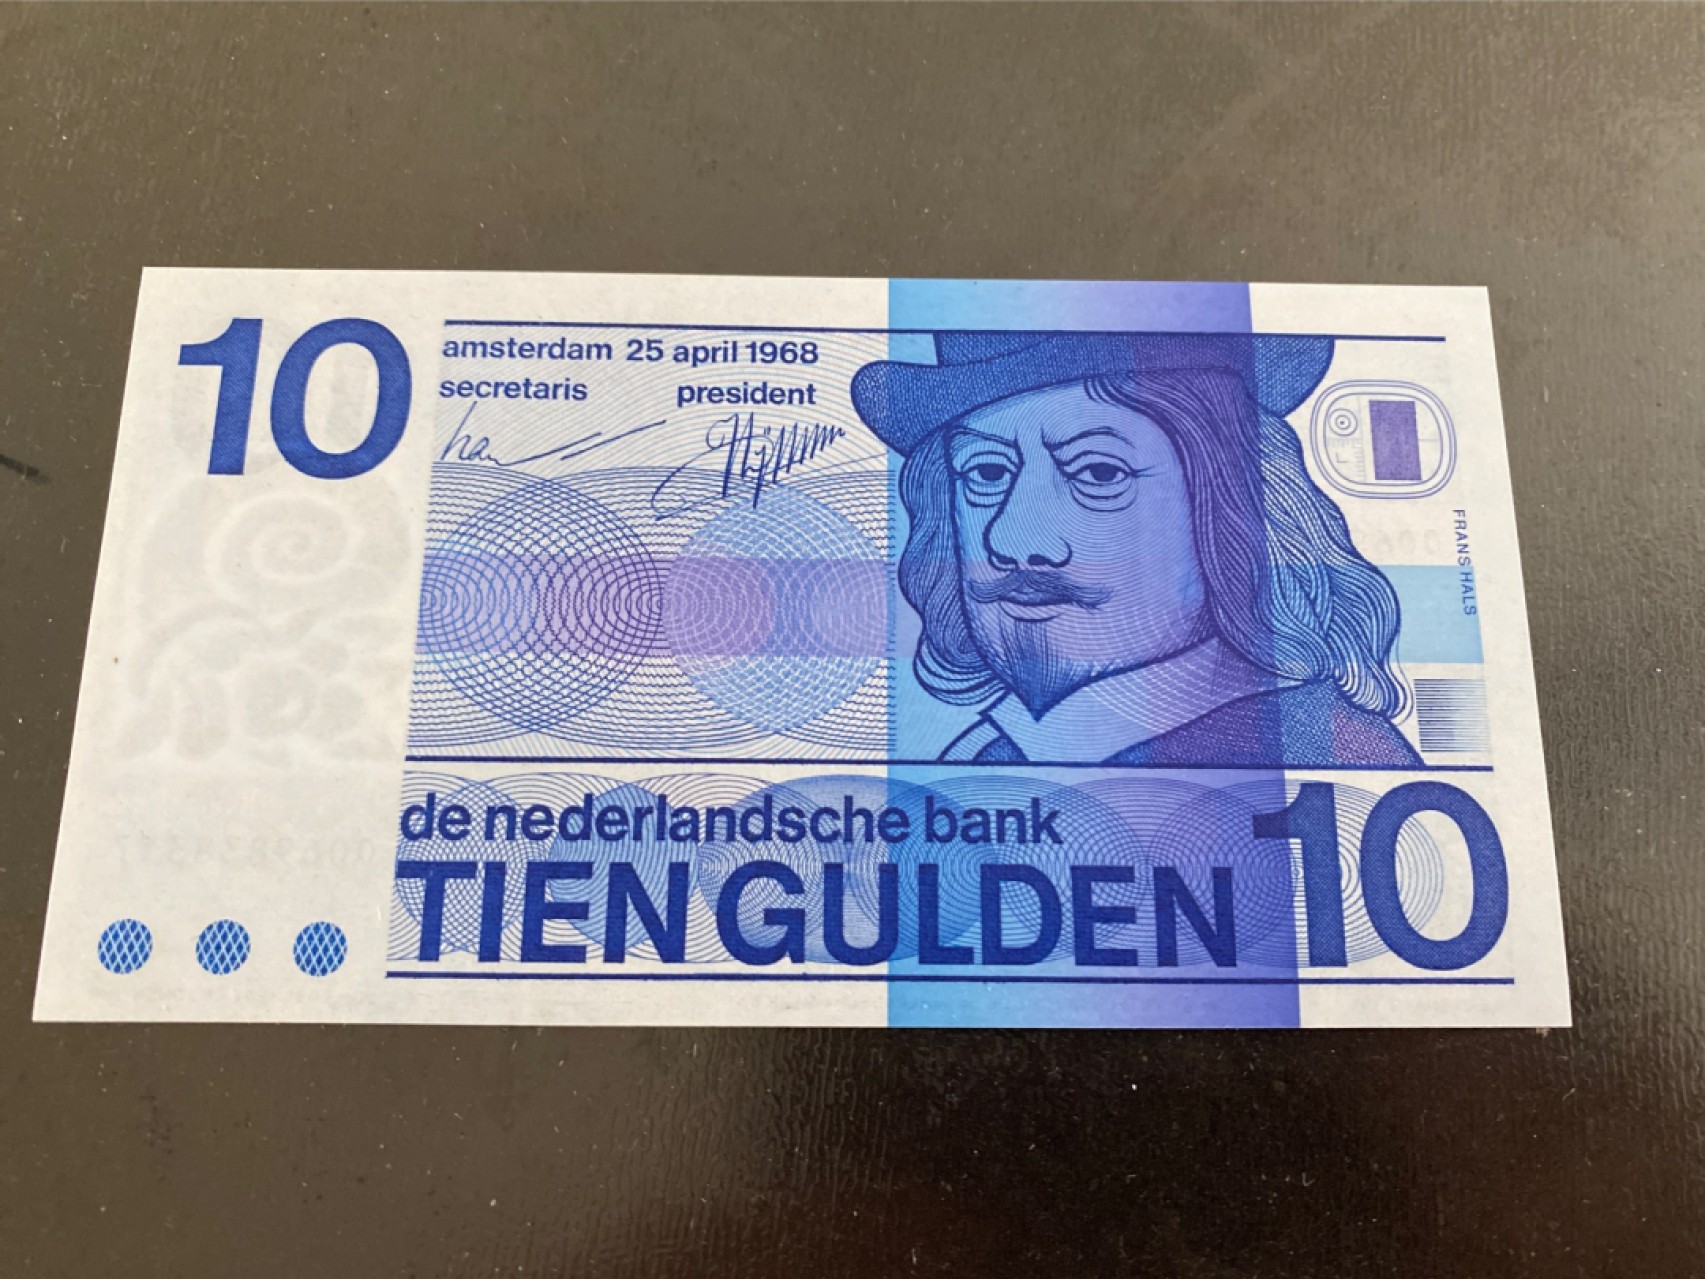 10
amsterdam 25 april 1968
secretaris president
FRANS HALS
de nederlandsche bank
TIEN GULDEN 10